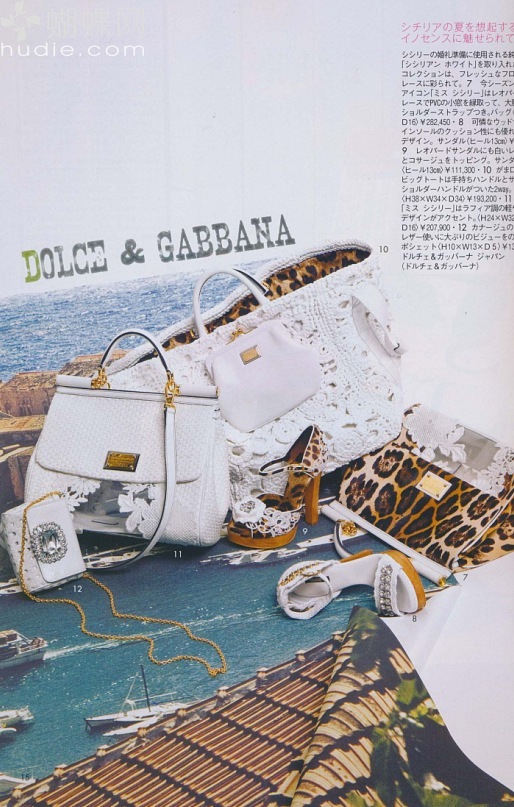 蝴蝶网
hudie.com
シチリアの夏を想起する
イノセンスに魅せられて
シシリーの婚礼準備に使用される純
「シシリアン ホワイト」を取り入れ
コレクションは、フレッシュなフロ
レースに彩られて。7 今シーズン
アイコン「ミス シシリー」はレオパー
レースでPVCの小窓を縁取って、大胆
ショルダーストラップつき。バッグ〈
D16〉¥282,450・8 可憐なウッド
インソールのクッション性にも優れ
デザイン。サンダル〈ヒール13cm〉¥
9 レオパードサンダルにも白いレ
とコサージュをトッピング。サンダ
〈ヒール13cm〉¥111,300・10 がま口
ビッグトートは手持ちハンドルとサ
ショルダーハンドルがついた2way。
〈H38×W34×D34〉¥193,200・11
「ミス シシリー」はラフィア調の軽や
デザインがアクセント。〈H24×W32
D16〉¥207,900・12 カナージュの
レザー使いに大ぶりのビジューをの
ポシェット〈H10×W13×D5〉¥13
ドルチェ&ガッバーナ ジャパン
(ドルチェ&ガッバーナ)
DOLCE & GABBANA
10
11
9
12
7
8
18